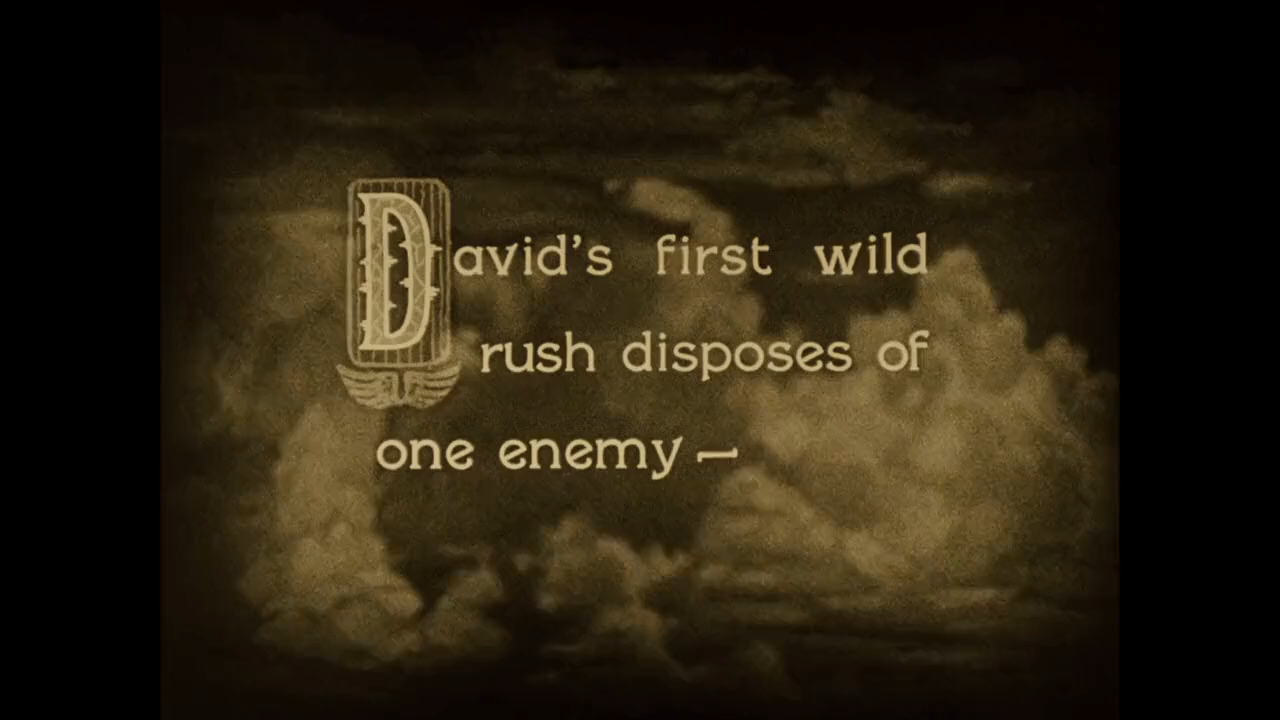 David's first wild
rush disposes of
one enemy —